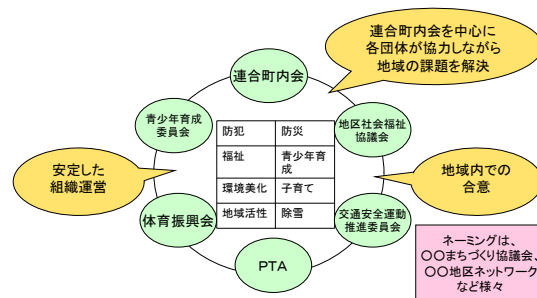 連合町内会を中心に
各団体が協力しながら
地域の課題を解決
連合町内会
青少年育成
委員会
地区社会福祉
協議会
防犯
防災
福祉
青少年育
成
環境美化
子育て
地域活性
除雪
安定した
組織運営
地域内での
合意
体育振興会
交通安全運動
推進委員会
PTA
ネーミングは、
〇〇まちづくり協議会、
〇〇地区ネットワーク
など様々